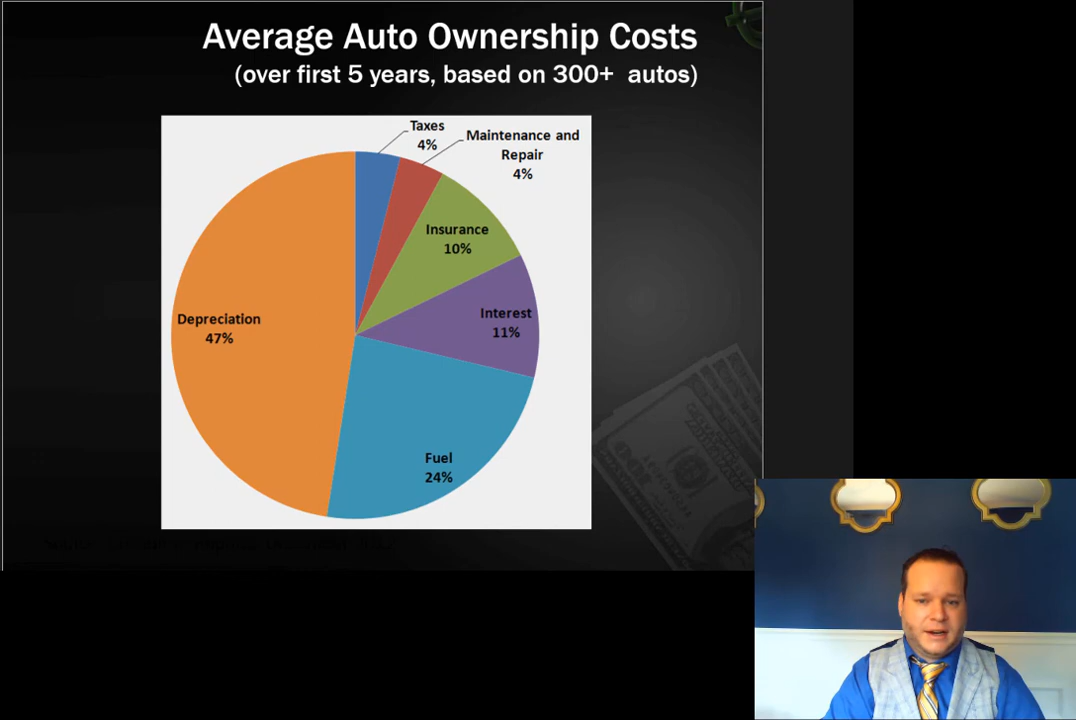 Average Auto Ownership Costs
(over first 5 years, based on 300+ autos)
Taxes
4%
Maintenance and
Repair
4%
Insurance
10%
Interest
11%
Fuel
24%
Depreciation
47%